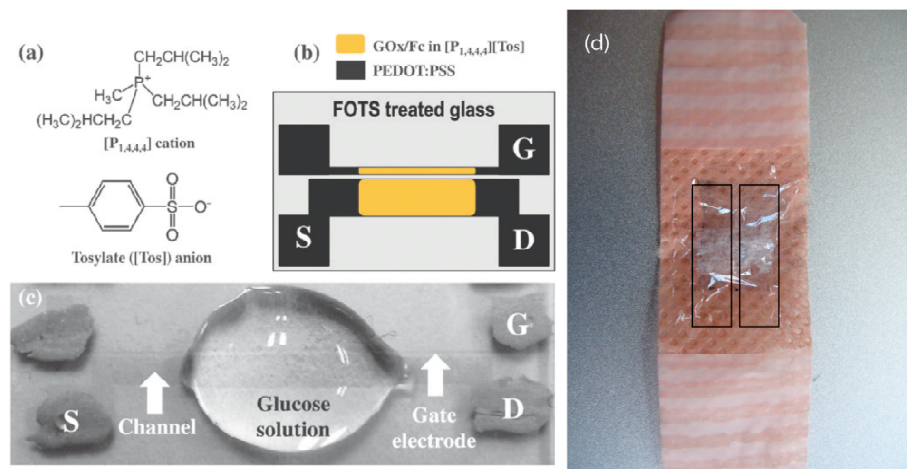 (a)
CH₂CH(CH₃)₂
H₃C
P⁺
CH₂CH(CH₃)₂
(H₃C)₂HCH₂C
[P₁,₄,₄,₄] cation
O
S
O⁻
O
Tosylate ([Tos]) anion
(b)
GOx/Fc in [P₁,₄,₄,₄][Tos]
PEDOT:PSS
FOTS treated glass
G
S
D
(c)
G
S
D
Channel
Glucose
solution
Gate
electrode
(d)